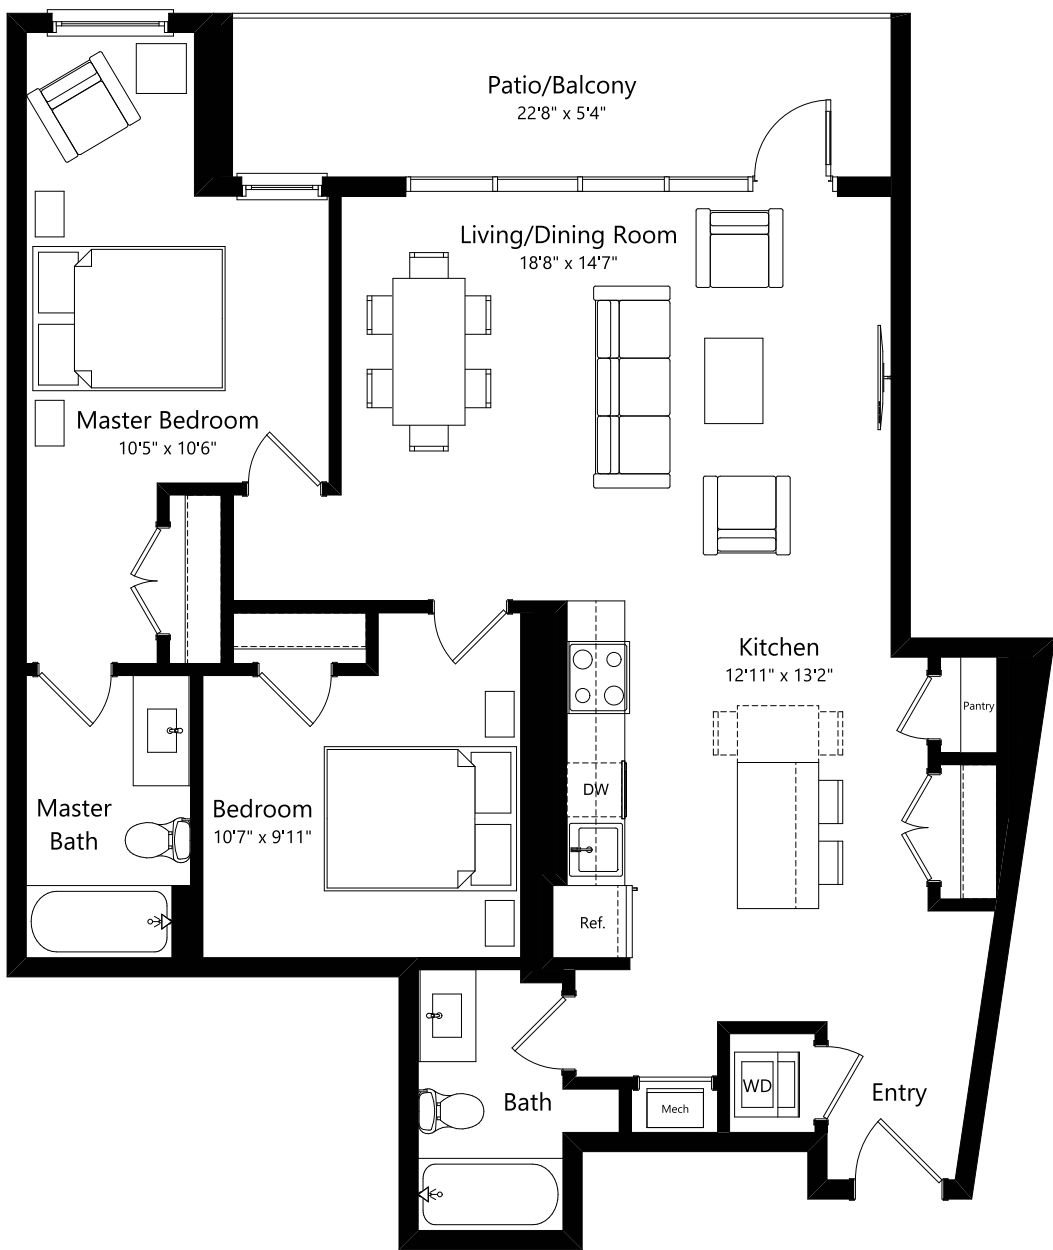 Patio/Balcony
22'8" x 5'4"
Living/Dining Room
18'8" x 14'7"
Master Bedroom
10'5" x 10'6"
Kitchen
12'11" x 13'2"
Pantry
DW
Master
Bath
Bedroom
10'7" x 9'11"
Ref.
WD
Entry
Bath
Mech